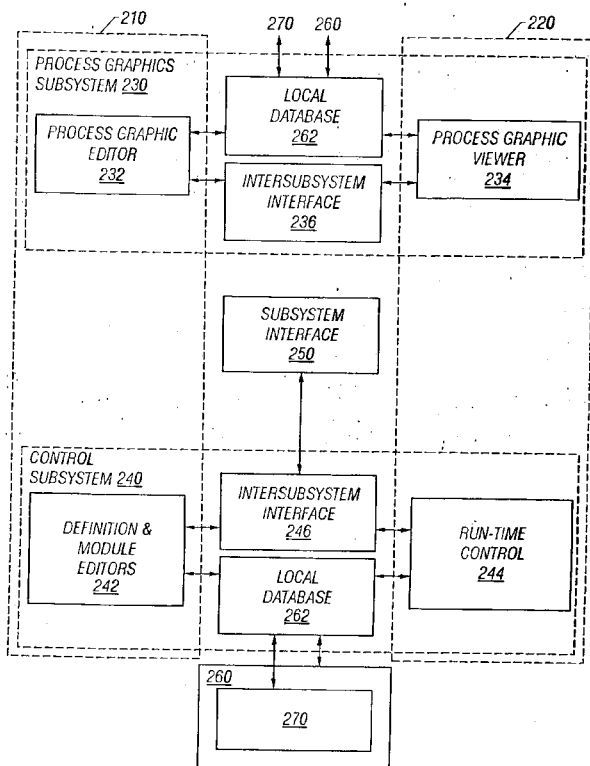 210
270 260
220
PROCESS GRAPHICS
SUBSYSTEM 230
LOCAL
DATABASE
262
PROCESS GRAPHIC
EDITOR
232
PROCESS GRAPHIC
VIEWER
234
INTERSUBSYSTEM
INTERFACE
236
SUBSYSTEM
INTERFACE
250
CONTROL
SUBSYSTEM 240
INTERSUBSYSTEM
INTERFACE
246
DEFINITION &
MODULE
EDITORS
242
RUN-TIME
CONTROL
244
LOCAL
DATABASE
262
260
270